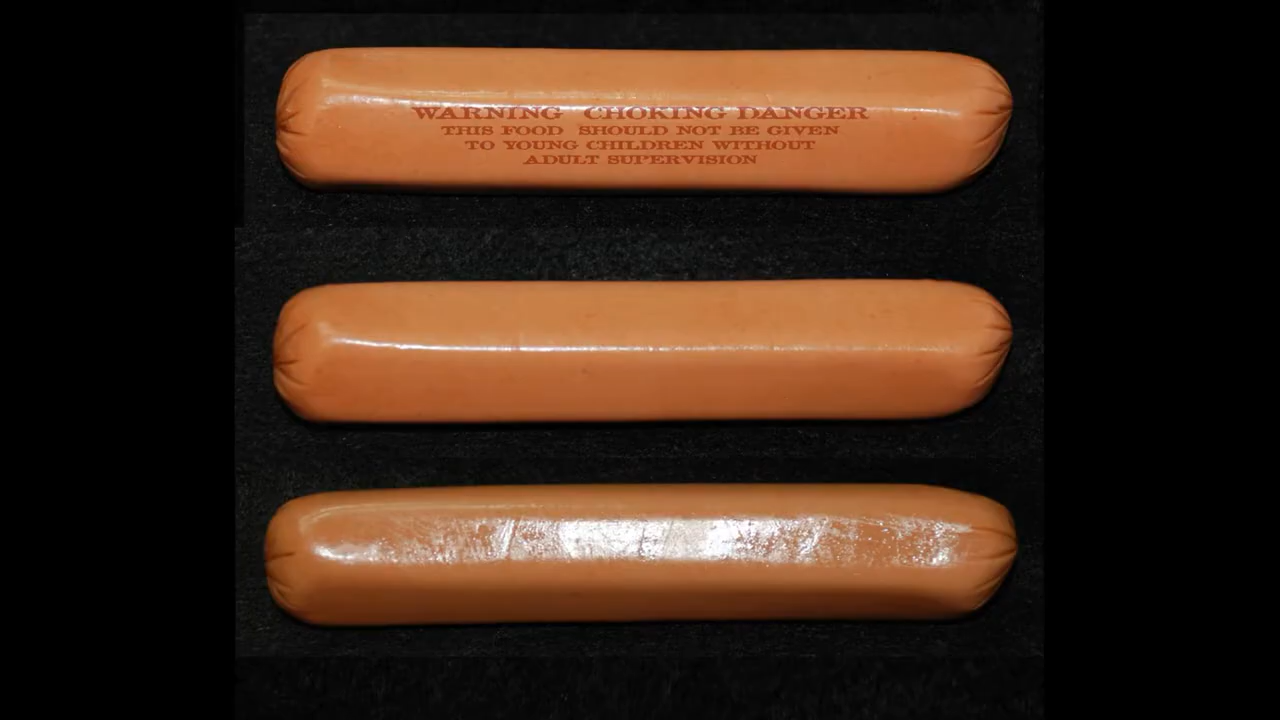 WARNING CHOKING DANGER
THIS FOOD SHOULD NOT BE GIVEN
TO YOUNG CHILDREN WITHOUT
ADULT SUPERVISION